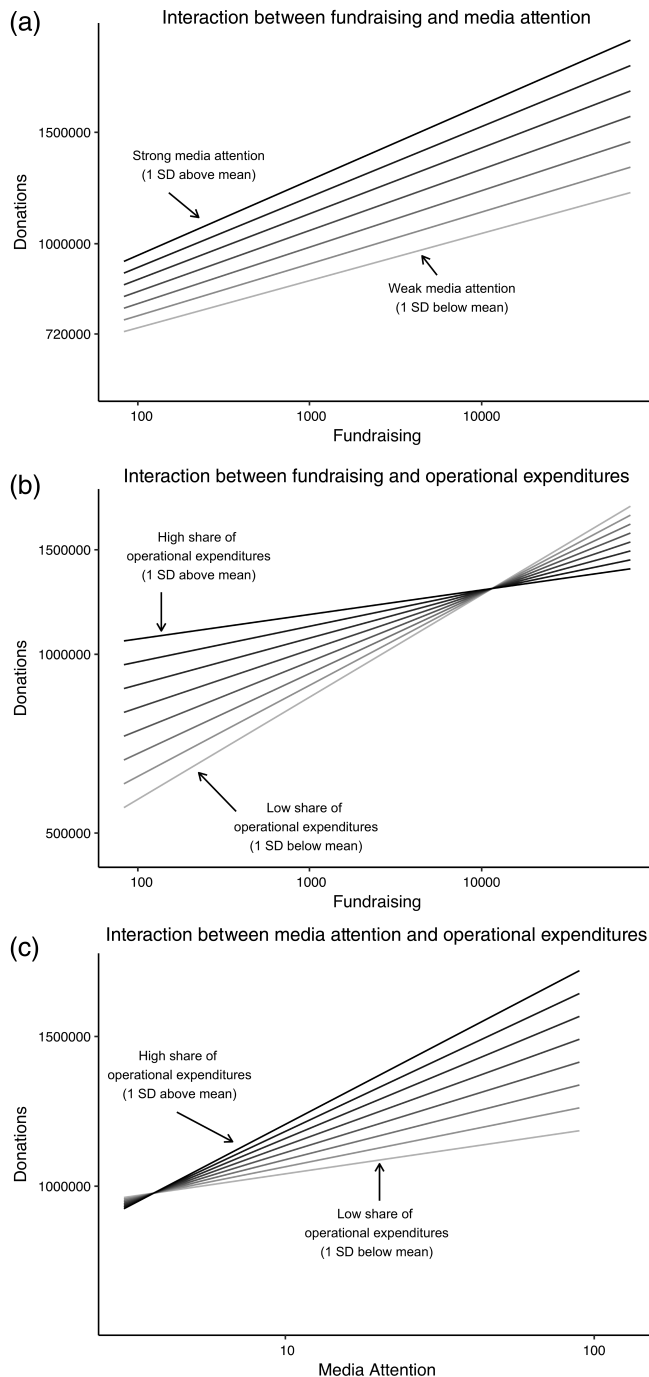 (a)
Interaction between fundraising and media attention
Donations
1500000
1000000
720000
Strong media attention
(1 SD above mean)
Weak media attention
(1 SD below mean)
100
1000
10000
Fundraising
(b)
Interaction between fundraising and operational expenditures
Donations
1500000
1000000
500000
High share of
operational expenditures
(1 SD above mean)
Low share of
operational expenditures
(1 SD below mean)
100
1000
10000
Fundraising
(c)
Interaction between media attention and operational expenditures
Donations
1500000
1000000
High share of
operational expenditures
(1 SD above mean)
Low share of
operational expenditures
(1 SD below mean)
10
100
Media Attention